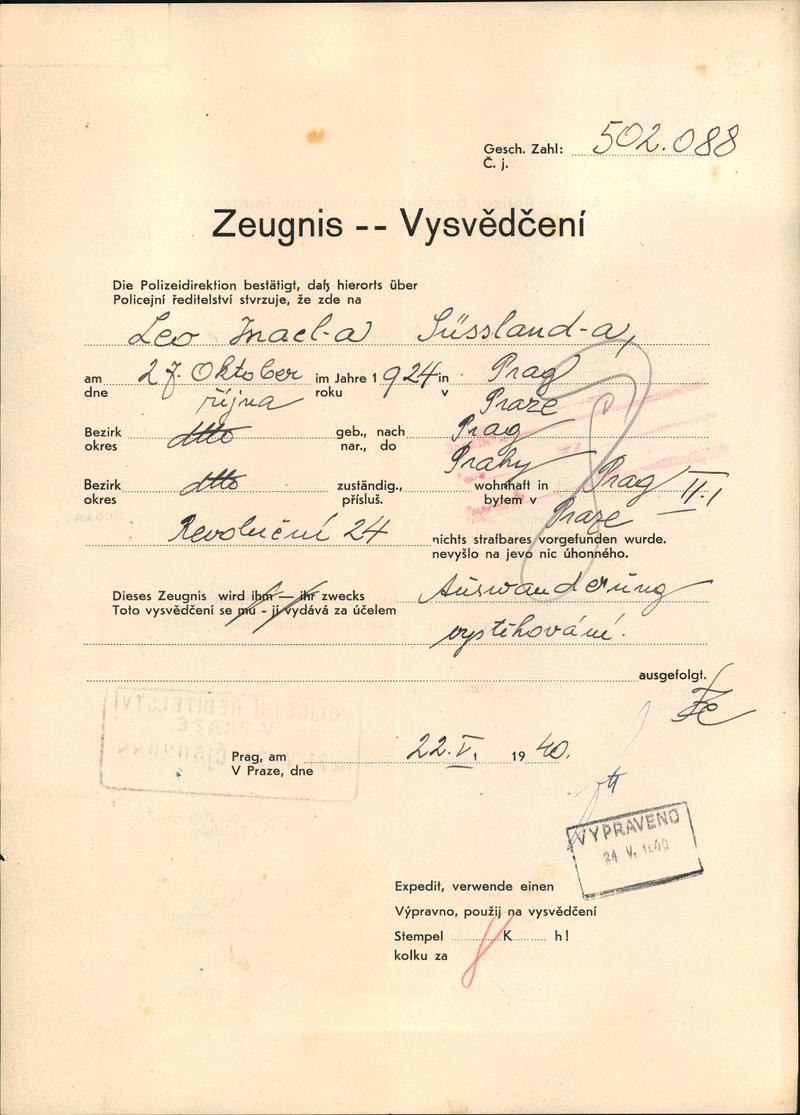 Gesch. Zahl: 502.088
Č. j.
Zeugnis -- Vysvědčení
Die Polizeidirektion bestätigt, daß hierorts über
Policejní ředitelství stvrzuje, že zde na
Leo Israel-a Süssland-a,
am 27. Oktober im Jahre 1924 in Prag
dne října roku v Praze
Bezirk dtto geb., nach Prag
okres nar., do Prahy
Bezirk dtto zuständig., wohnhaft in Prag II.,
okres přísluš. bytem v Praze
Revoluční 24 nichts strafbares vorgefunden wurde.
nevyšlo na jevo nic úhonného.
Dieses Zeugnis wird ihm — ihr zwecks Auswanderung
Toto vysvědčení se mu - jí vydává za účelem
vystěhování.
ausgefolgt.
Prag, am 22. V. 1940.
V Praze, dne
VYPRAVENO
24. V. 1940
Expedit, verwende einen
Výpravno, použij na vysvědčení
Stempel K h!
kolku za
POLICEJNÍ ŘEDITELSTVÍ
V PRAZE